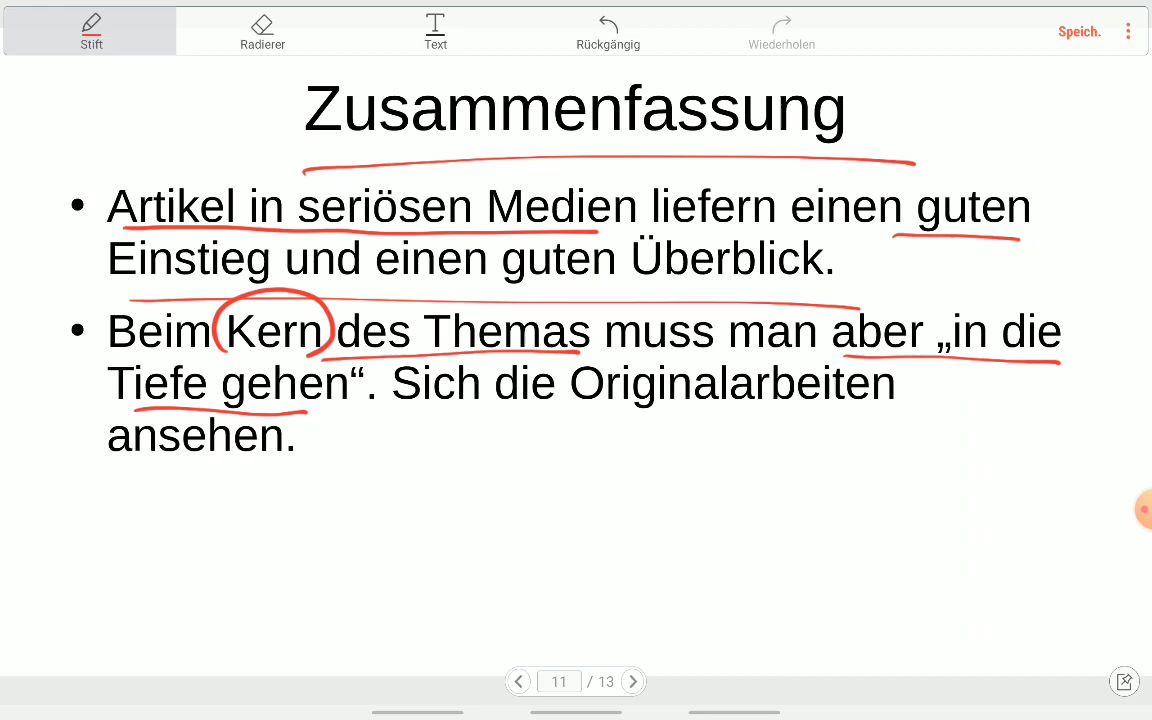 Stift Radierer Text Rückgängig Wiederholen Speich.
Zusammenfassung
• Artikel in seriösen Medien liefern einen guten
Einstieg und einen guten Überblick.
• Beim Kern des Themas muss man aber „in die
Tiefe gehen“. Sich die Originalarbeiten
ansehen.
11 / 13